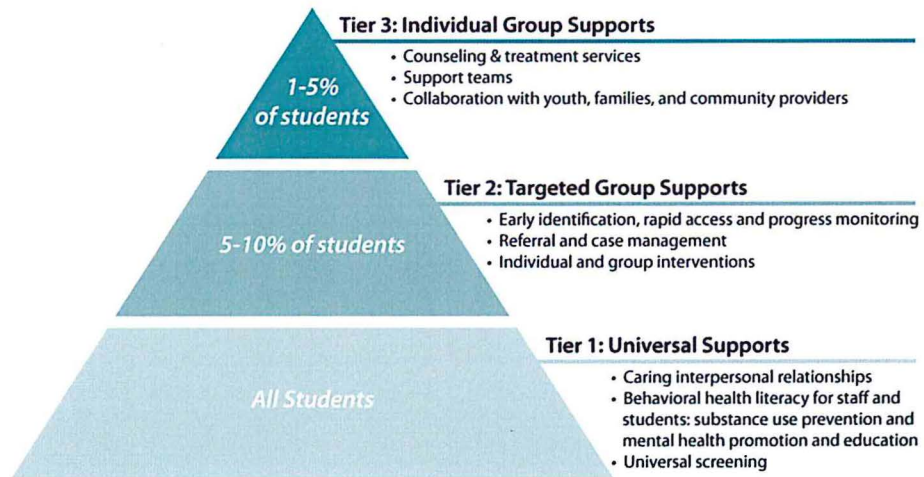 Tier 3: Individual Group Supports
• Counseling & treatment services
• Support teams
• Collaboration with youth, families, and community providers
1-5%
of students
Tier 2: Targeted Group Supports
• Early identification, rapid access and progress monitoring
• Referral and case management
• Individual and group interventions
5-10% of students
Tier 1: Universal Supports
• Caring interpersonal relationships
• Behavioral health literacy for staff and
students: substance use prevention and
mental health promotion and education
• Universal screening
All Students